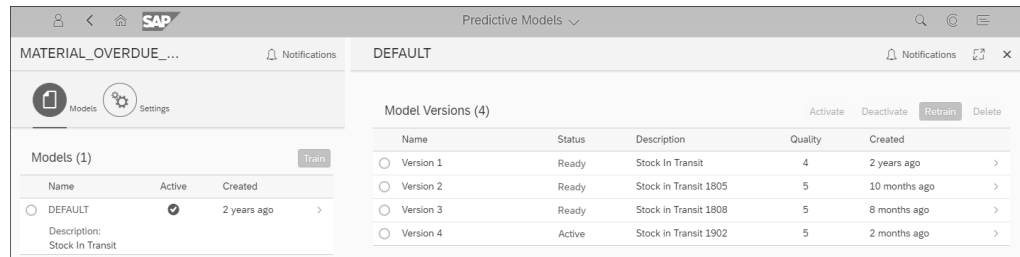 SAP
Predictive Models
MATERIAL_OVERDUE_...
Notifications
Models
Settings
Models (1)
Train
Name Active Created
DEFAULT 2 years ago
Description:
Stock In Transit
DEFAULT
Notifications
Model Versions (4)
Activate Deactivate Retrain Delete
Name Status Description Quality Created
Version 1 Ready Stock In Transit 4 2 years ago
Version 2 Ready Stock in Transit 1805 5 10 months ago
Version 3 Ready Stock in Transit 1808 5 8 months ago
Version 4 Active Stock in Transit 1902 5 2 months ago